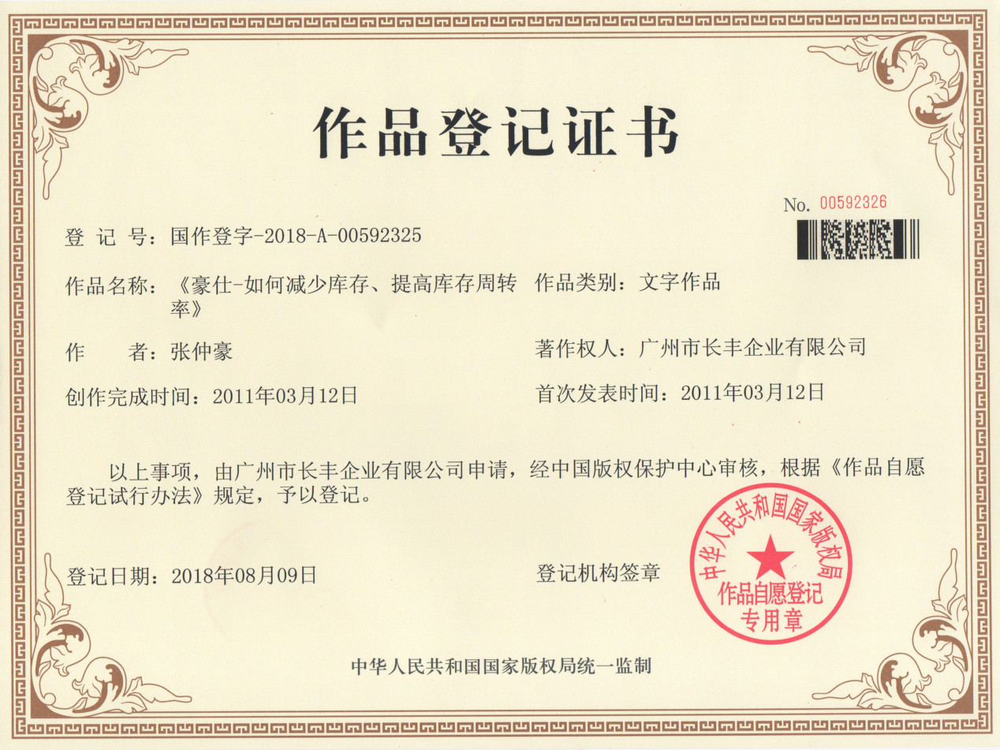 作品登记证书
No. 00592326
登 记 号：国作登字-2018-A-00592325
作品名称：《豪仕-如何减少库存、提高库存周转率》
作品类别：文字作品
作 者：张仲豪
著作权人：广州市长丰企业有限公司
创作完成时间：2011年03月12日
首次发表时间：2011年03月12日
以上事项，由广州市长丰企业有限公司申请，经中国版权保护中心审核，根据《作品自愿
登记试行办法》规定，予以登记。
登记日期：2018年08月09日
登记机构签章
中华人民共和国国家版权局
作品自愿登记
专用章
中华人民共和国国家版权局统一监制